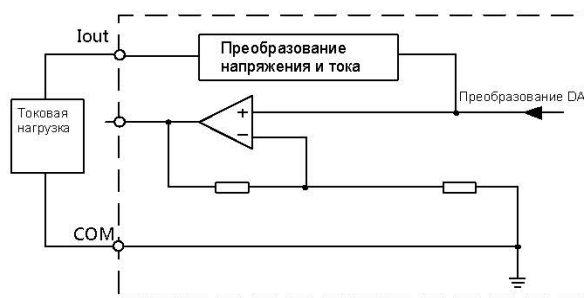 Iout
Преобразование
напряжения и тока
Токовая
нагрузка
Преобразование DA
+
−
COM